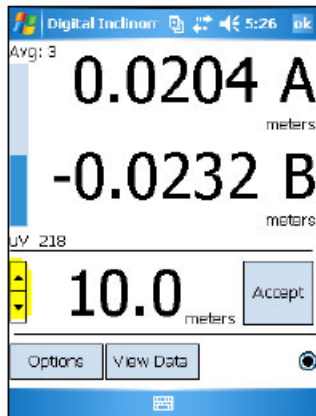 Digital Inclinom 5:26 ok
Avg: 3
0.0204 A
meters
-0.0232 B
meters
uV 218
10.0 meters
Accept
Options View Data